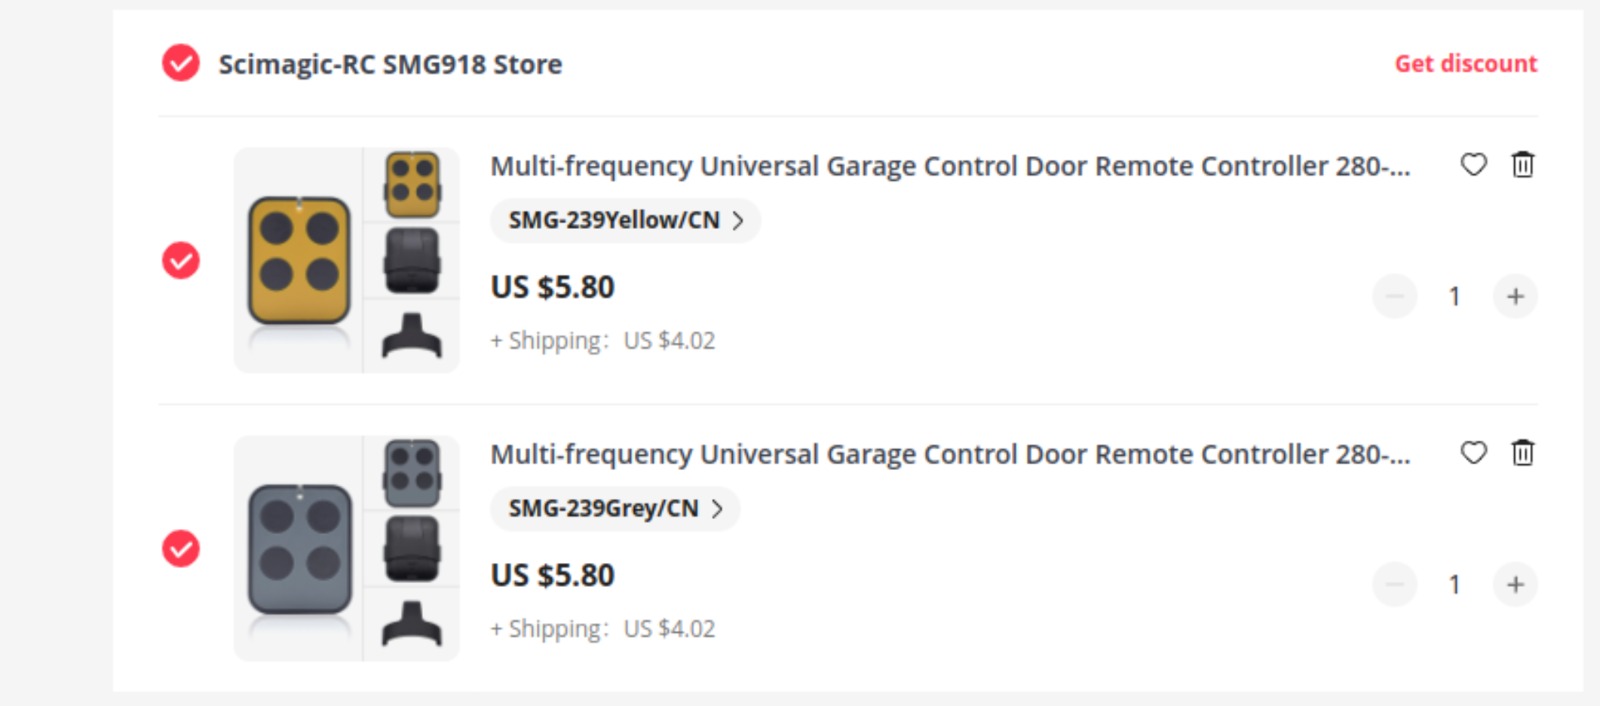 Scimagic-RC SMG918 Store
Get discount
Multi-frequency Universal Garage Control Door Remote Controller 280-...
SMG-239Yellow/CN >
US $5.80
1
+ Shipping: US $4.02
Multi-frequency Universal Garage Control Door Remote Controller 280-...
SMG-239Grey/CN >
US $5.80
1
+ Shipping: US $4.02